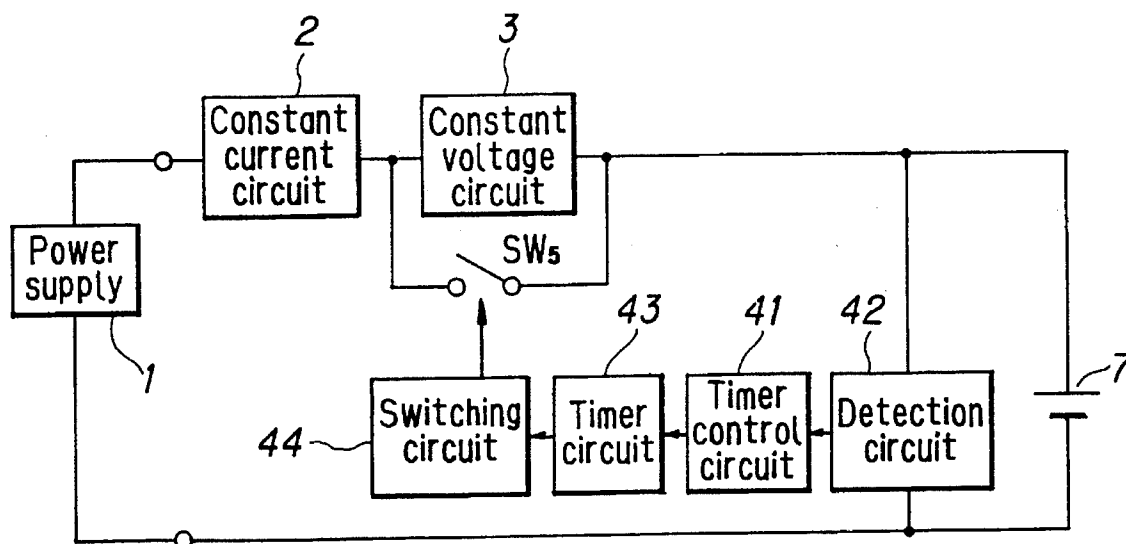 2
3
Constant
current
circuit
Constant
voltage
circuit
Power
supply
1
SW5
43
41
42
7
44
Switching
circuit
Timer
circuit
Timer
control
circuit
Detection
circuit